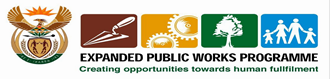 EXPANDED PUBLIC WORKS PROGRAMME
Creating opportunities towards human fulfilment